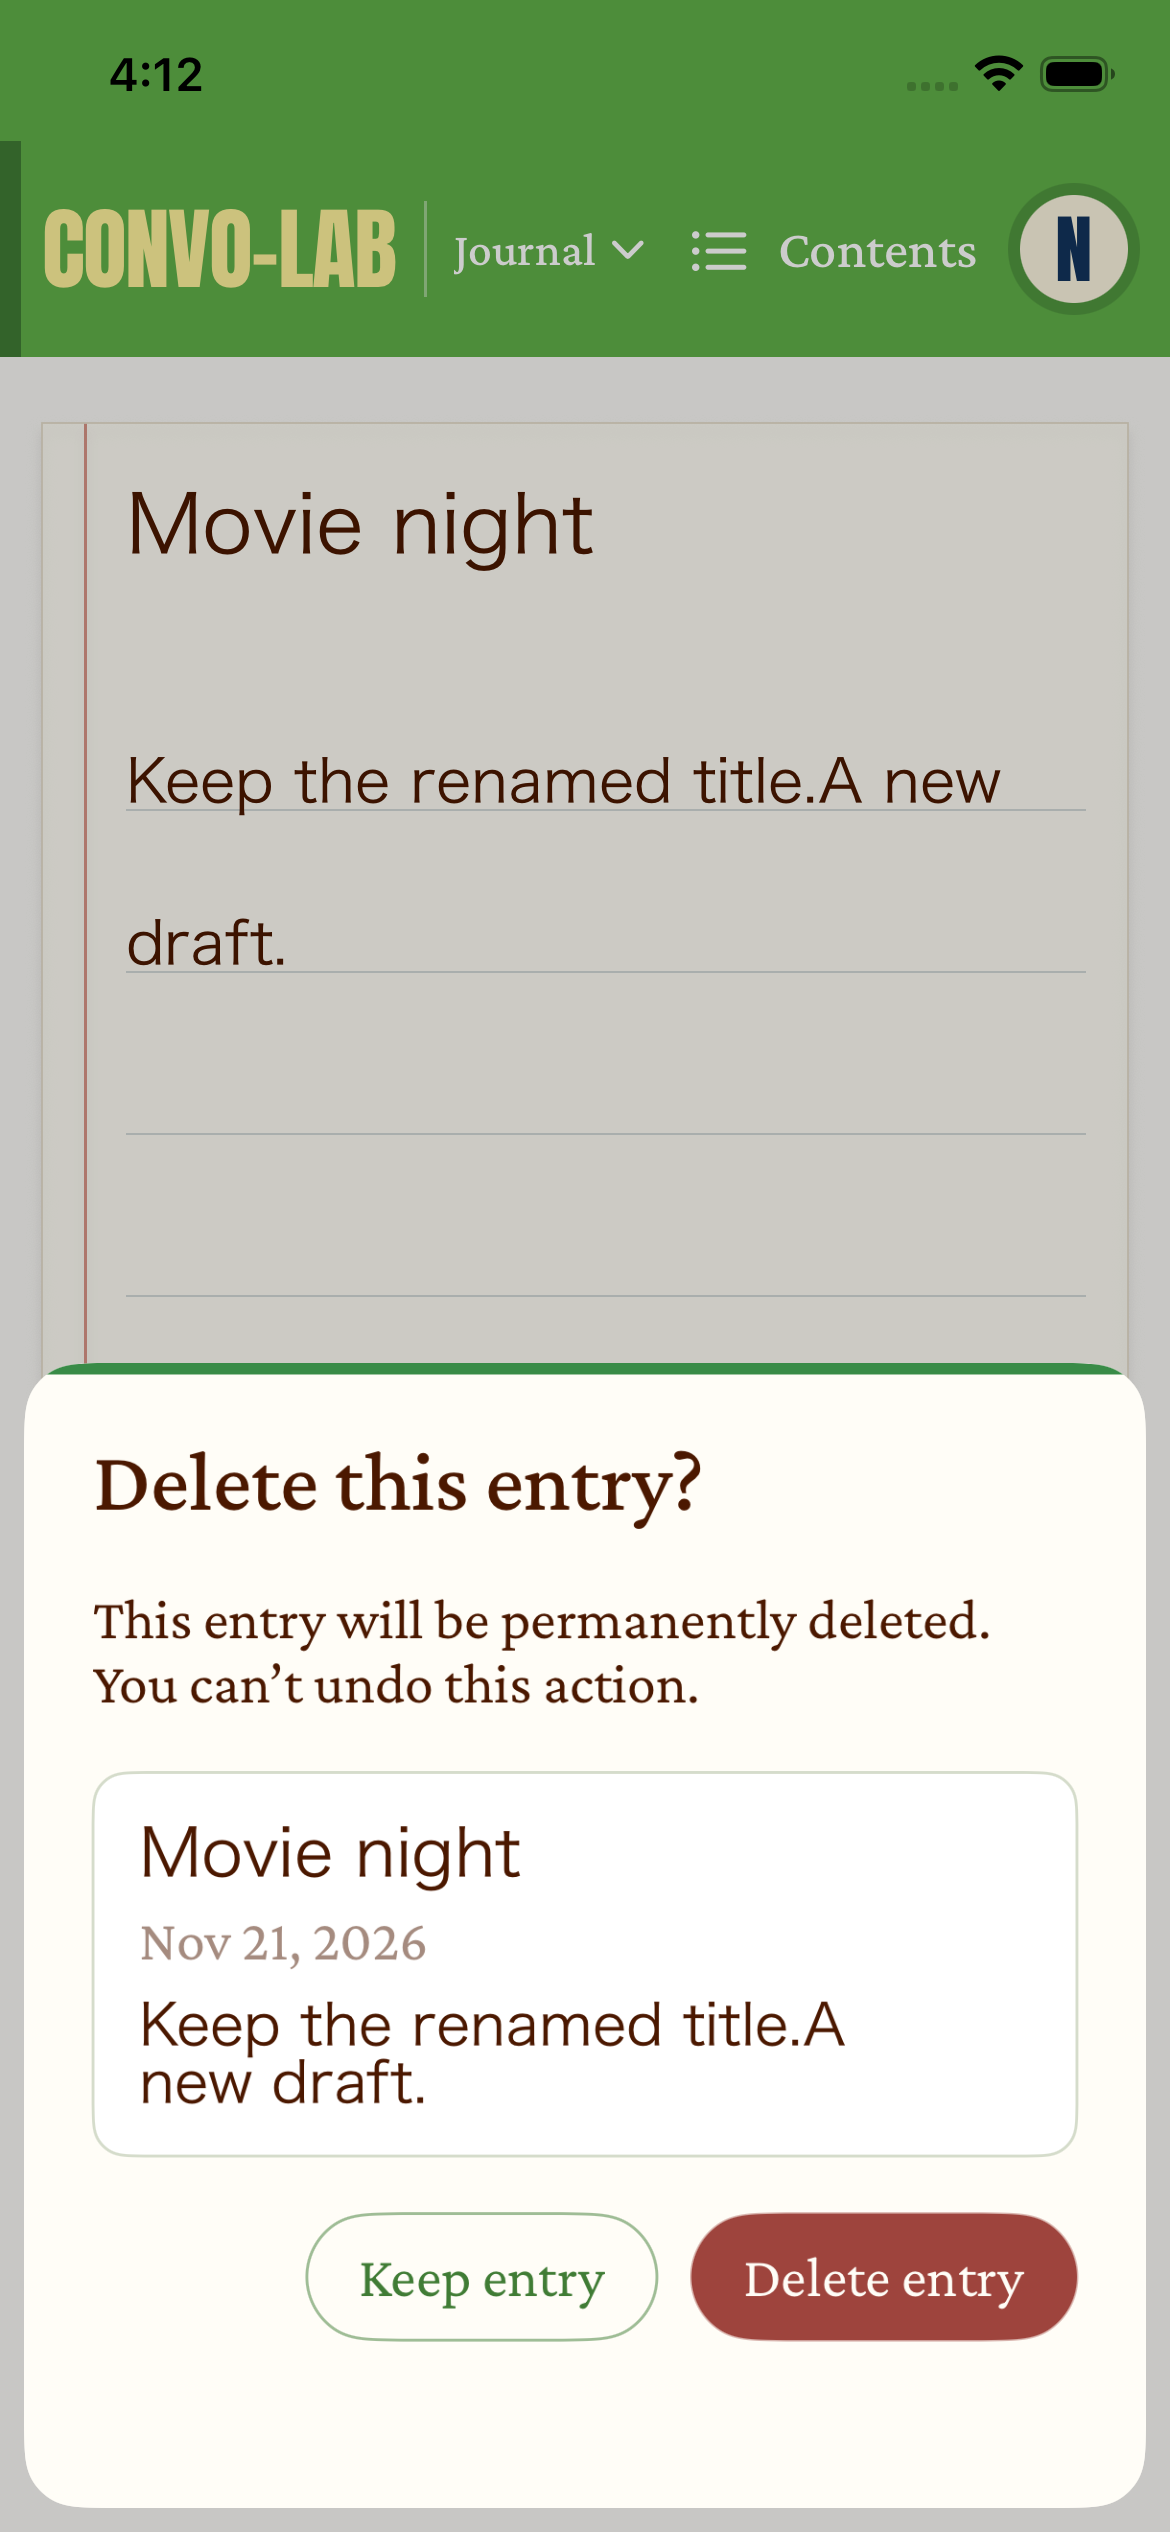 4:12
CONVO-LAB
Journal
Contents
N
Movie night
Keep the renamed title.A new
draft.
Delete this entry?
This entry will be permanently deleted.
You can’t undo this action.
Movie night
Nov 21, 2026
Keep the renamed title.A
new draft.
Keep entry
Delete entry